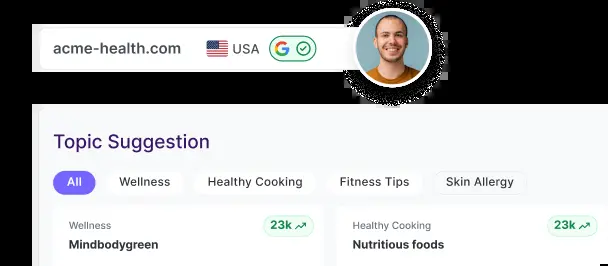 acme-health.com USA
Topic Suggestion
All Wellness Healthy Cooking Fitness Tips Skin Allergy
Wellness 23k Healthy Cooking 23k
Mindbodygreen Nutritious foods